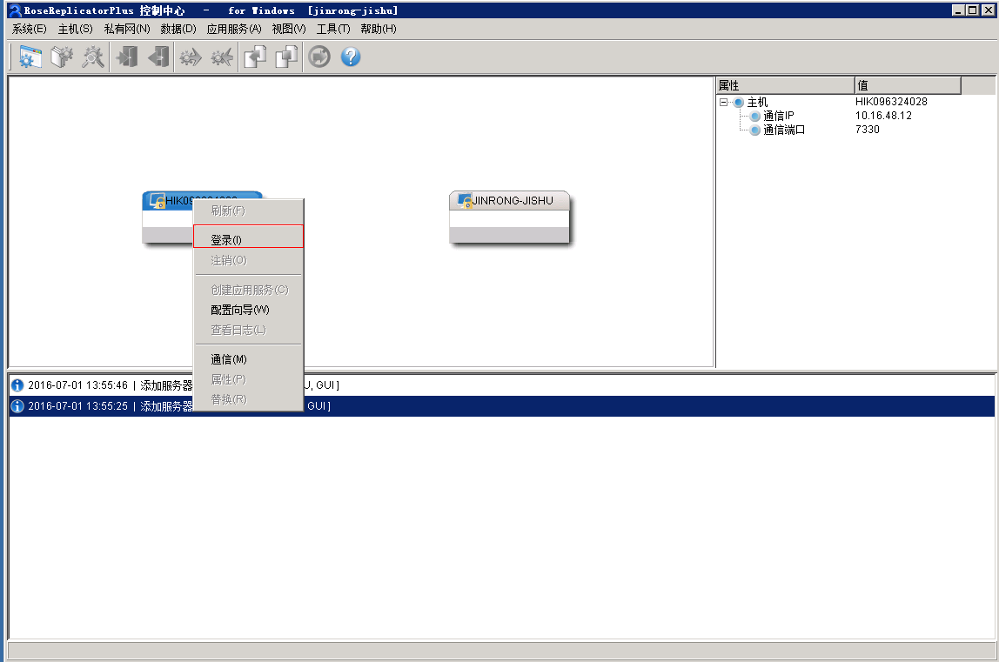 RoseReplicatorPlus 控制中心 - for Windows [jinrong-jishu]
系统(E) 主机(S) 私有网(N) 数据(D) 应用服务(A) 视图(V) 工具(T) 帮助(H)
属性 值
主机 HIK096324028
通信IP 10.16.48.12
通信端口 7330
JINRONG-JISHU
刷新(F)
登录(I)
注销(O)
创建应用服务(C)
配置向导(W)
查看日志(L)
通信(M)
属性(P)
替换(R)
2016-07-01 13:55:46 | 添加服务器 U, GUI ]
2016-07-01 13:55:25 | 添加服务器 GUI ]